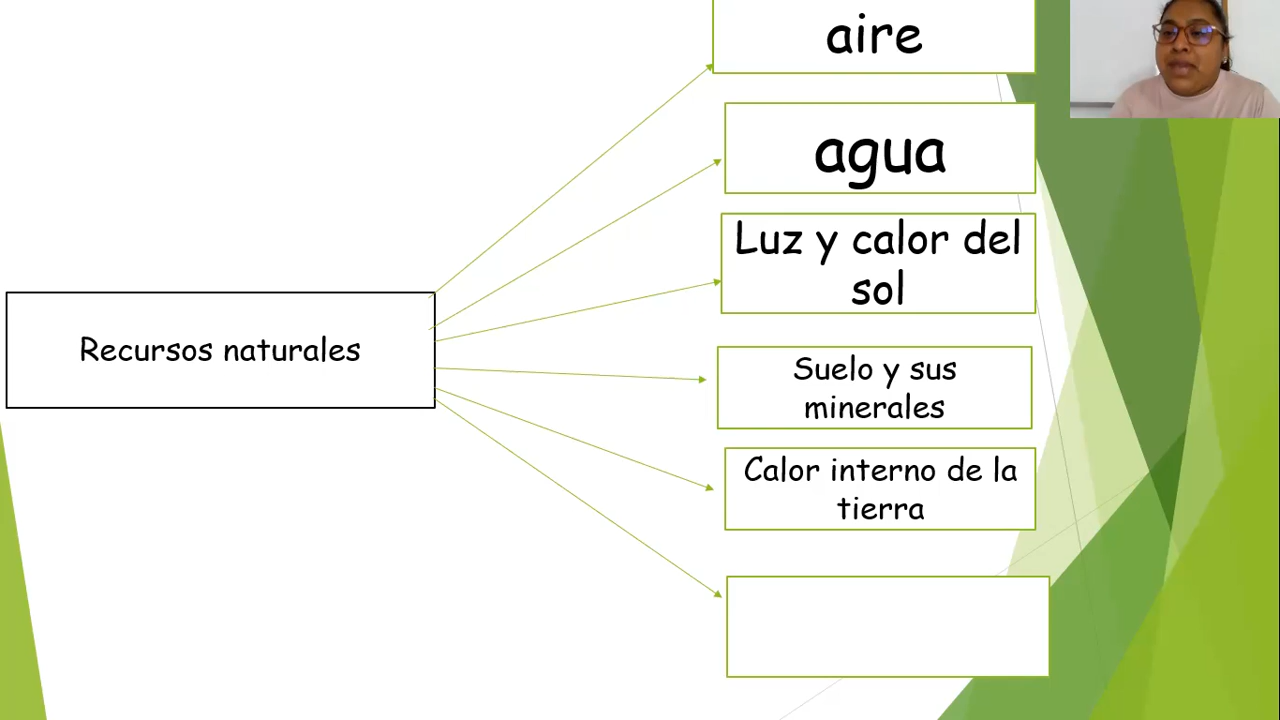 aire
agua
Luz y calor del
sol
Recursos naturales
Suelo y sus
minerales
Calor interno de la
tierra